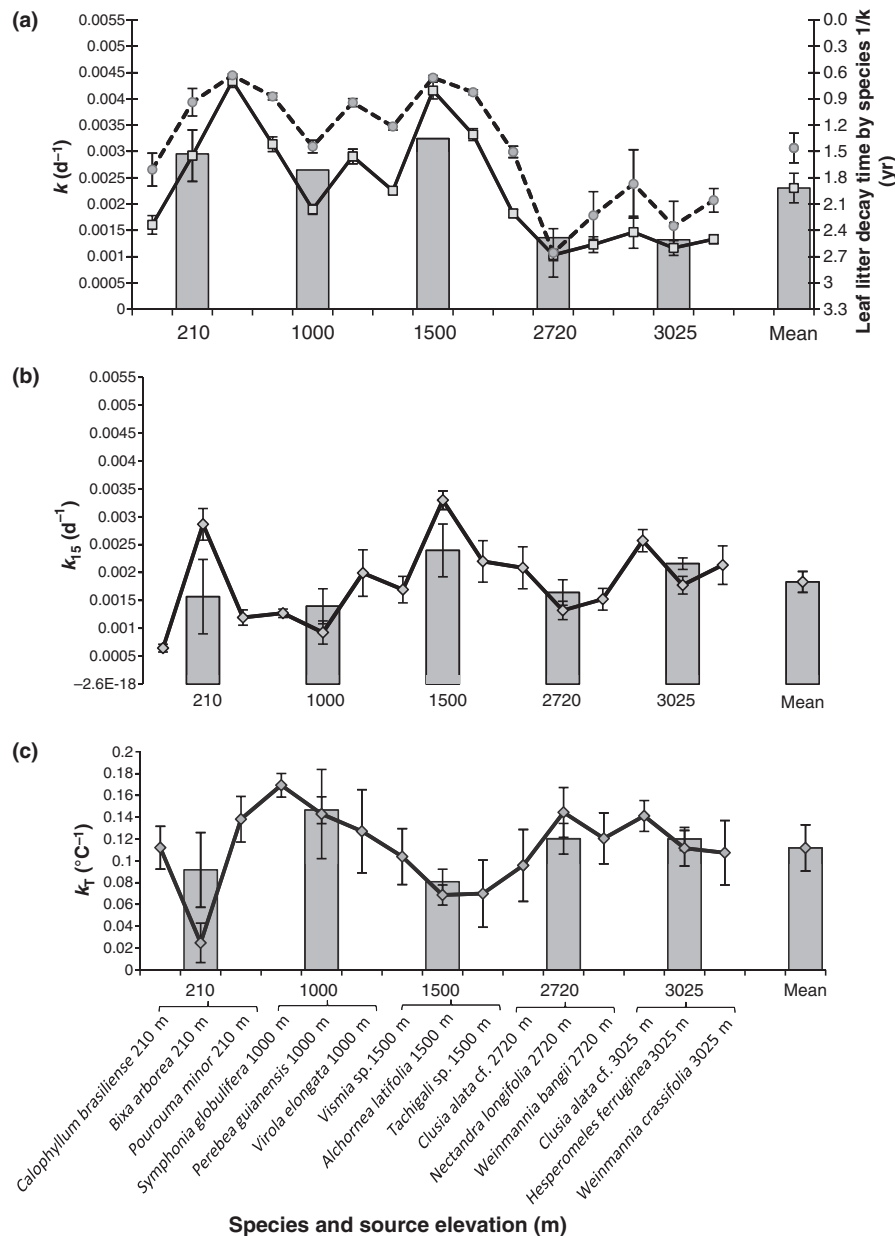 (a)
0.0055
0.005
0.0045
0.004
0.0035
0.003
0.0025
0.002
0.0015
0.001
0.0005
0
k (d⁻¹)
0.0
0.3
0.6
0.9
1.2
1.5
1.8
2.1
2.4
2.7
3
3.3
Leaf litter decay time by species 1/k
(yr)
210 1000 1500 2720 3025 Mean
(b)
0.0055
0.005
0.0045
0.004
0.0035
0.003
0.0025
0.002
0.0015
0.001
0.0005
−2.6E-18
k₁₅ (d⁻¹)
210 1000 1500 2720 3025 Mean
(c)
0.2
0.18
0.16
0.14
0.12
0.1
0.08
0.06
0.04
0.02
0
kT (°C⁻¹)
210 1000 1500 2720 3025 Mean
Calophyllum brasiliense 210 m
Bixa arborea 210 m
Pourouma minor 210 m
Symphonia globulifera 1000 m
Perebea guianensis 1000 m
Virola elongata 1000 m
Vismia sp. 1500 m
Alchornea latifolia 1500 m
Tachigali sp. 1500 m
Clusia alata cf. 2720 m
Nectandra longifolia 2720 m
Weinmannia bangii 2720 m
Clusia alata cf. 3025 m
Hesperomeles ferruginea 3025 m
Weinmannia crassifolia 3025 m
Species and source elevation (m)